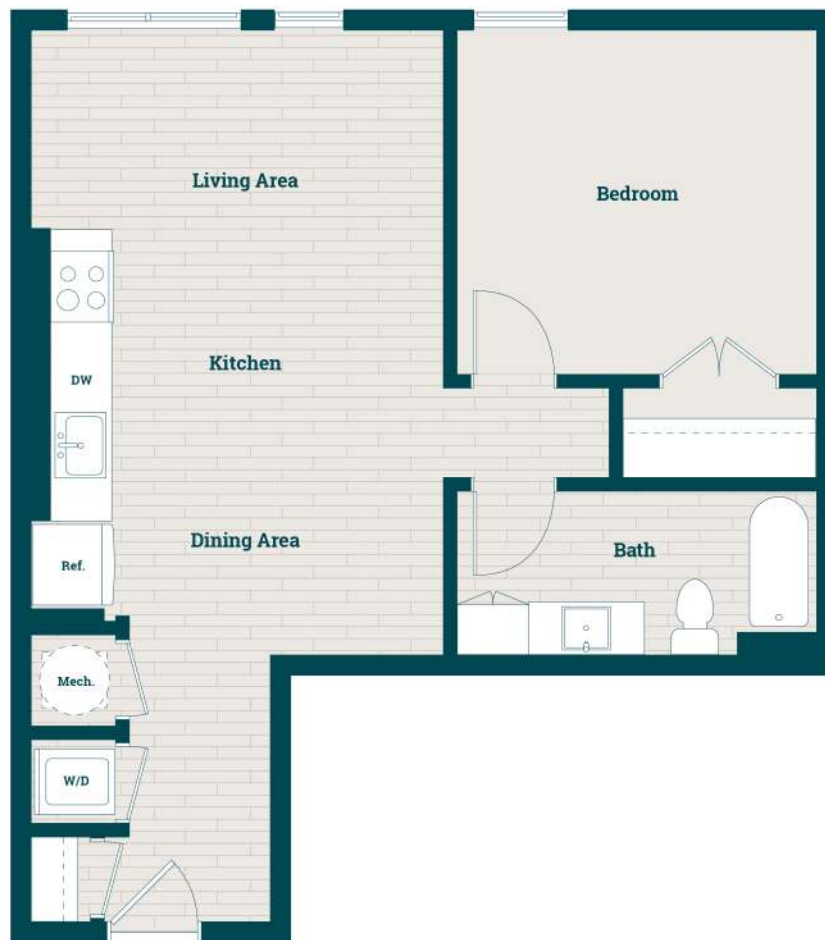 Living Area
Bedroom
Kitchen
DW
Dining Area
Bath
Ref.
Mech.
W/D